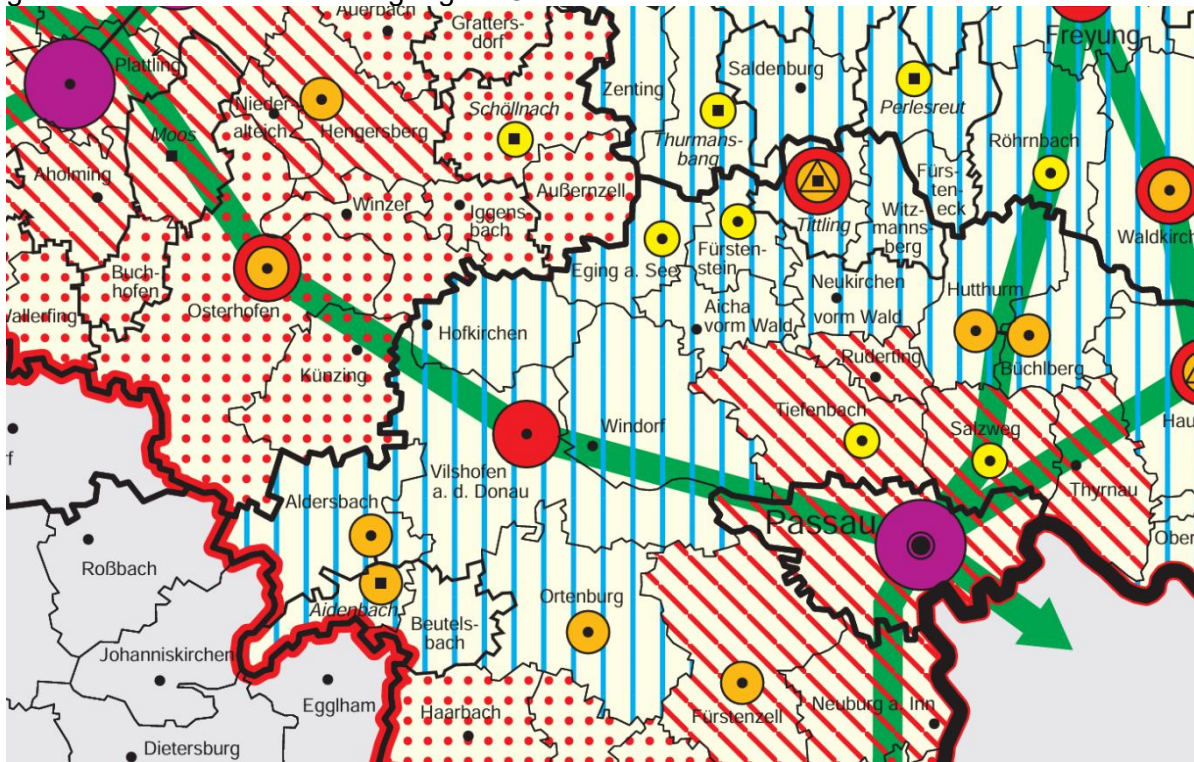 Auerbach
Gratters-
dorf
Freyung
Plattling
Saldenburg
Zenting
Nieder-
alteich
Hengersberg
Schöllnach
Perlesreut
Moos
Thurmans-
bang
Röhrnbach
Aholming
Außernzell
Fürs-
ten-
eck
Winzer
Iggens
bach
Tittling
Witz-
manns-
berg
Waldkirch
Fürsten-
stein
Buch-
hofen
Eging a. See
Neukirchen
vorm Wald
Hutthurm
Osterhofen
Aicha
vorm Wald
Wallerfing
Hofkirchen
Ruderting
Büchlberg
Künzing
Tiefenbach
Hau
Windorf
Salzweg
Vilshofen
a. d. Donau
Thyrnau
Aldersbach
Passau
Ober
Roßbach
Ortenburg
Aidenbach
Beutels-
bach
Johanniskirchen
Egglham
Haarbach
Fürstenzell
Neuburg a. Inn
Dietersburg